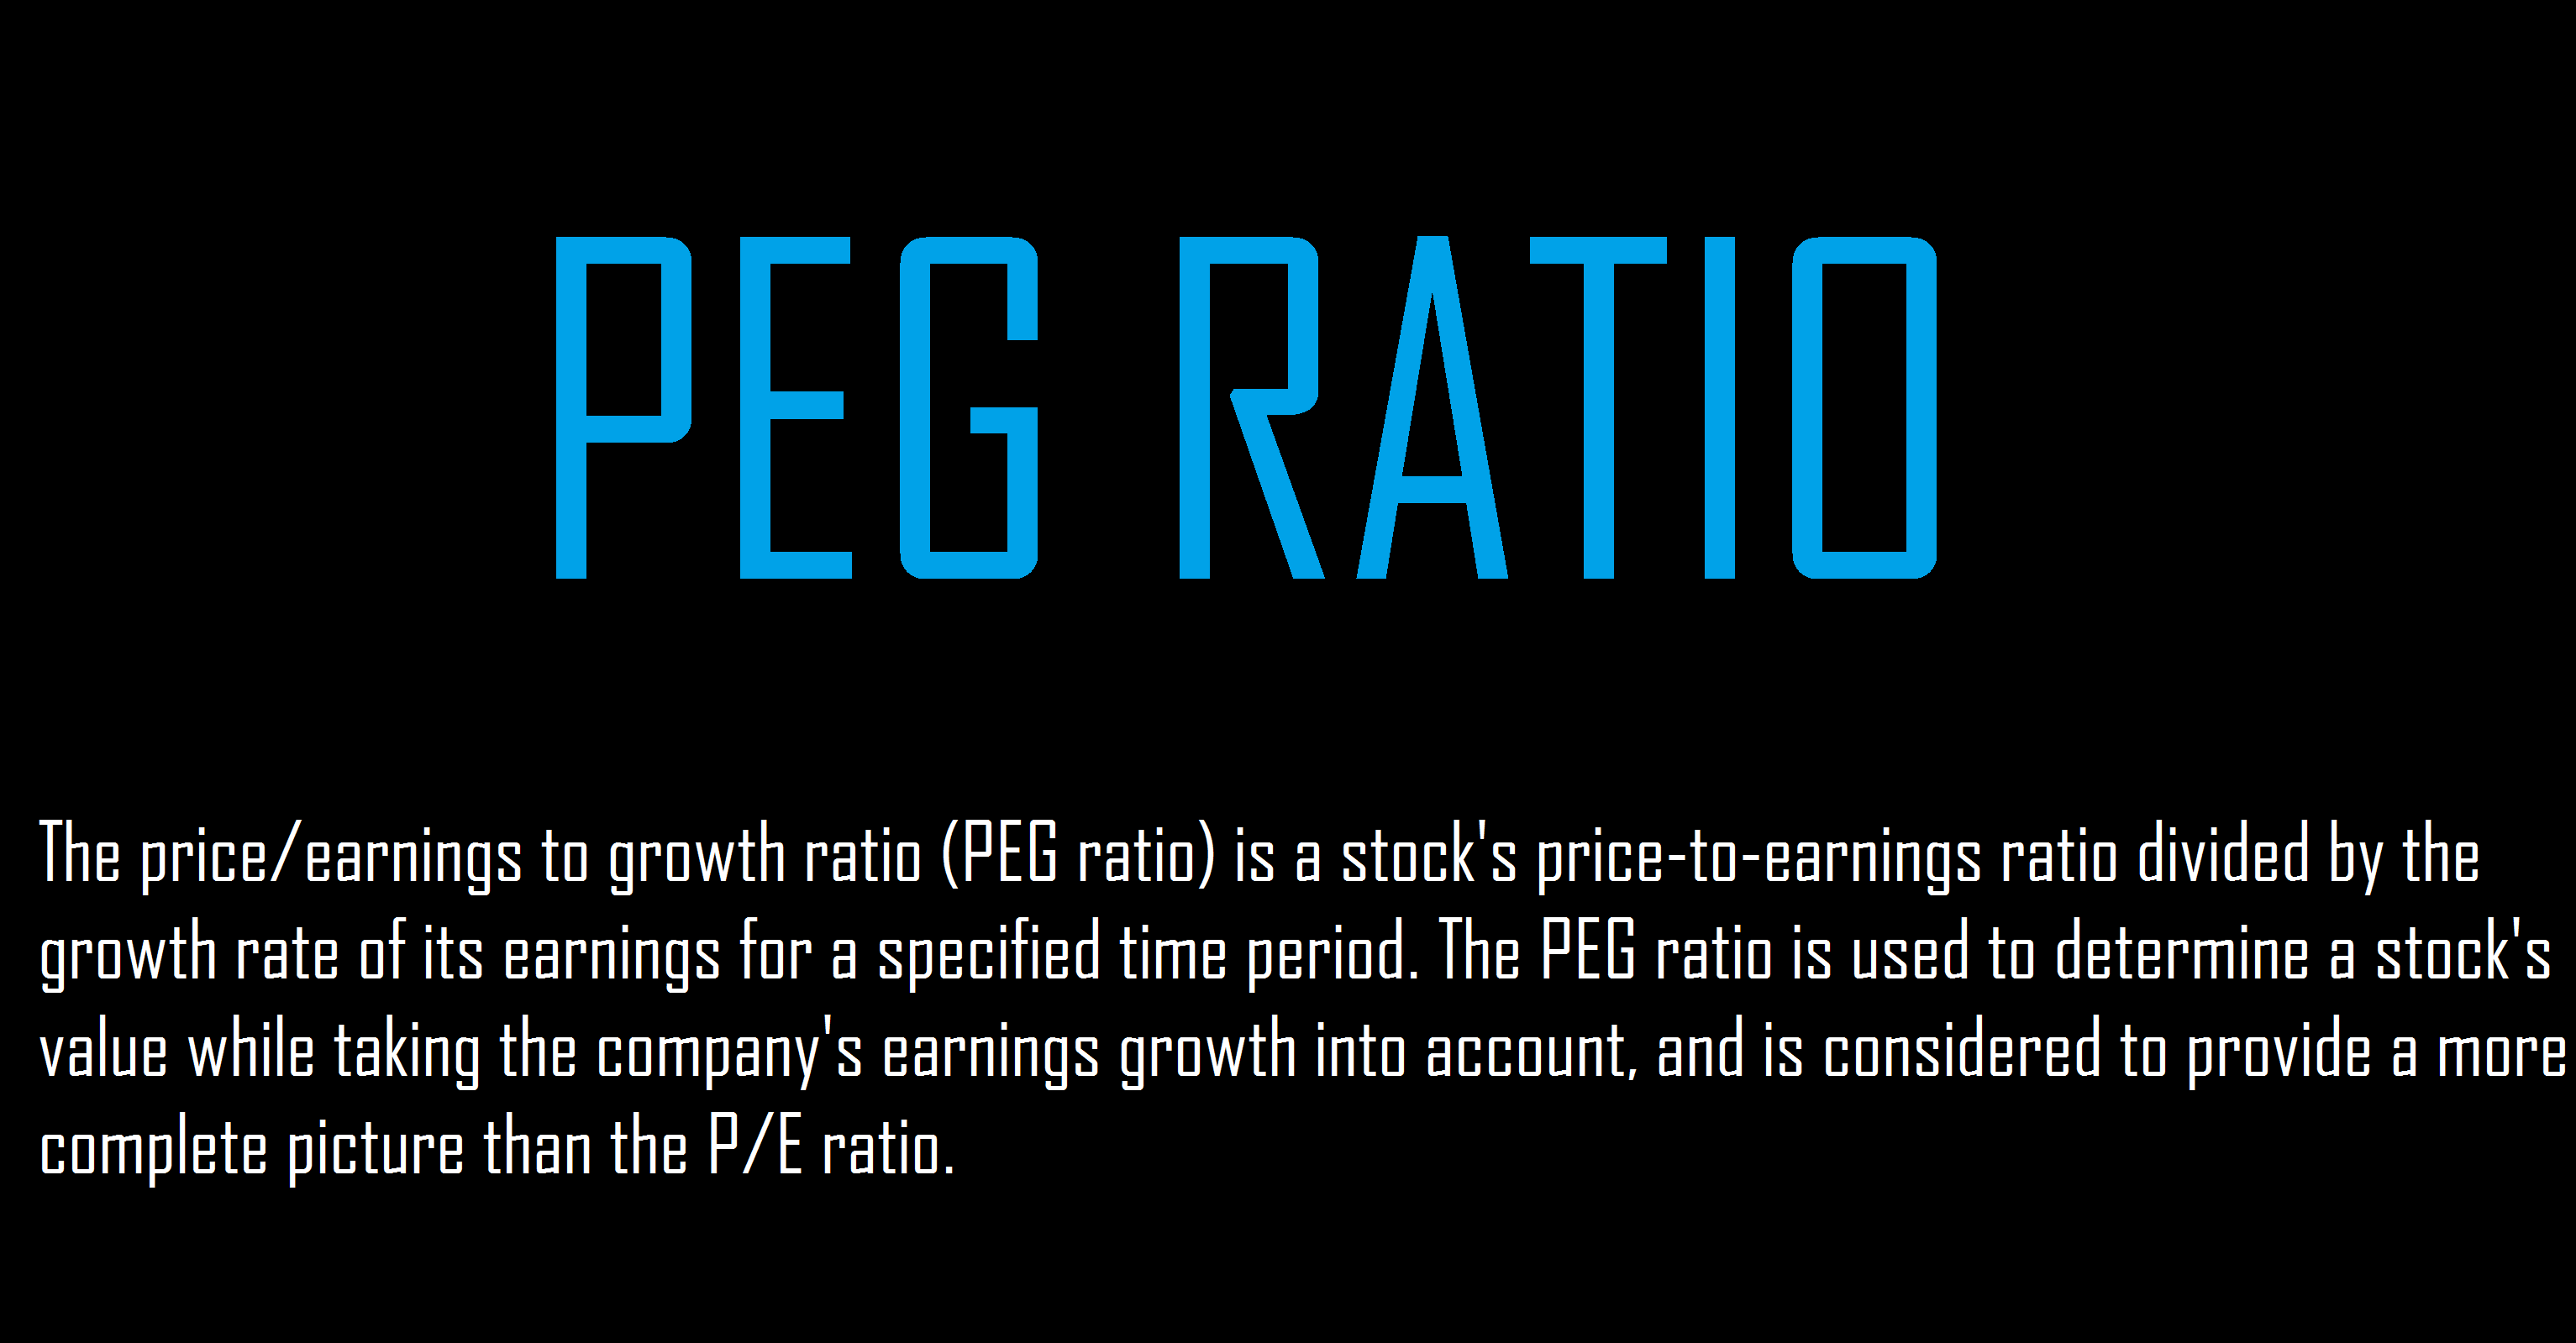 PEG RATIO
The price/earnings to growth ratio (PEG ratio) is a stock's price-to-earnings ratio divided by the
growth rate of its earnings for a specified time period. The PEG ratio is used to determine a stock's
value while taking the company's earnings growth into account, and is considered to provide a more
complete picture than the P/E ratio.